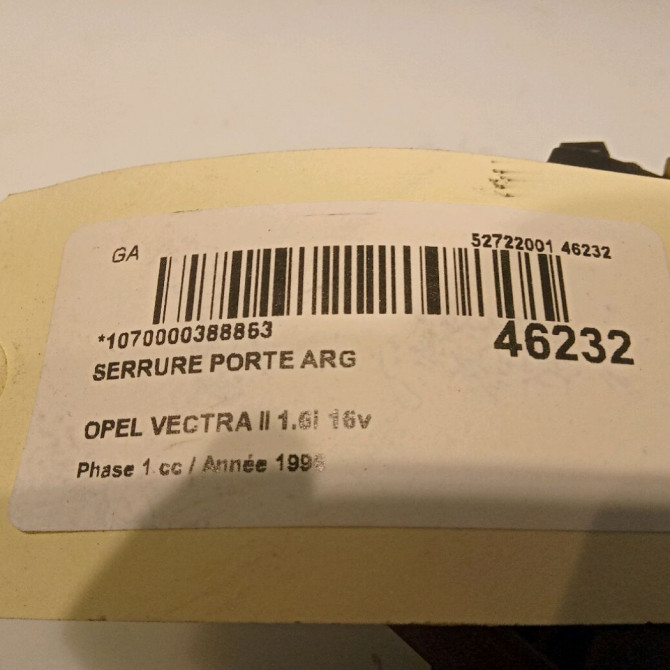 GA
52722001 46232
*1070000388863
46232
SERRURE PORTE ARG
OPEL VECTRA II 1.6i 16v
Phase 1 cc / Année